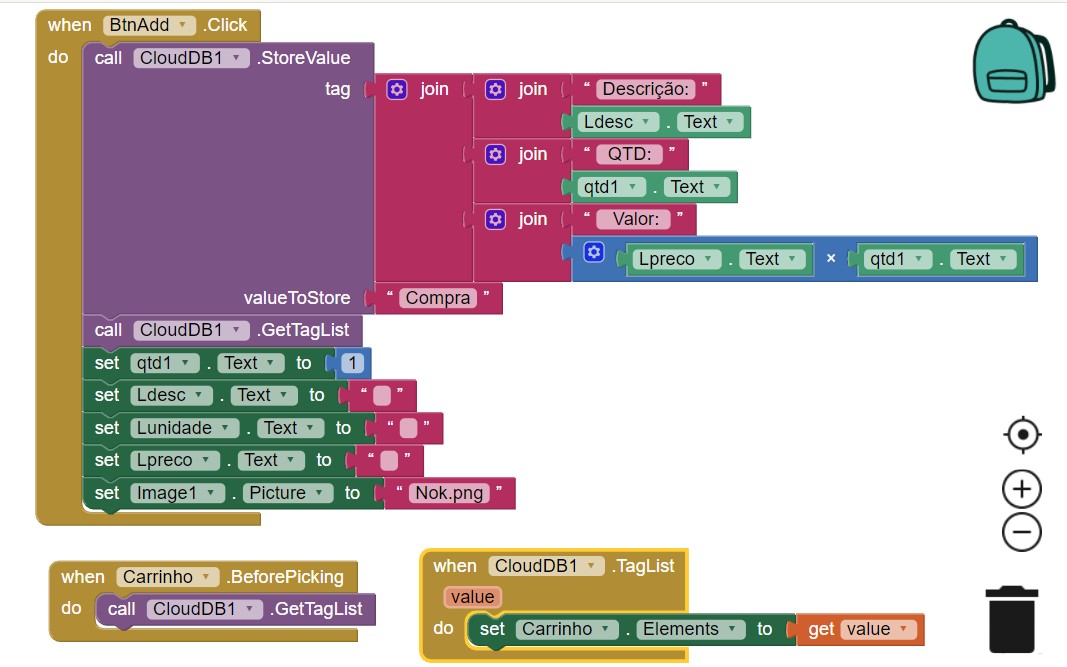 when BtnAdd .Click
do call CloudDB1 .StoreValue
tag join join “ Descrição: ”
Ldesc . Text
join “ QTD: ”
qtd1 . Text
join “ Valor: ”
Lpreco . Text × qtd1 . Text
valueToStore “ Compra ”
call CloudDB1 .GetTagList
set qtd1 . Text to 1
set Ldesc . Text to “ ”
set Lunidade . Text to “ ”
set Lpreco . Text to “ ”
set Image1 . Picture to “ Nok.png ”
when Carrinho .BeforePicking
do call CloudDB1 .GetTagList
when CloudDB1 .TagList
value
do set Carrinho . Elements to get value